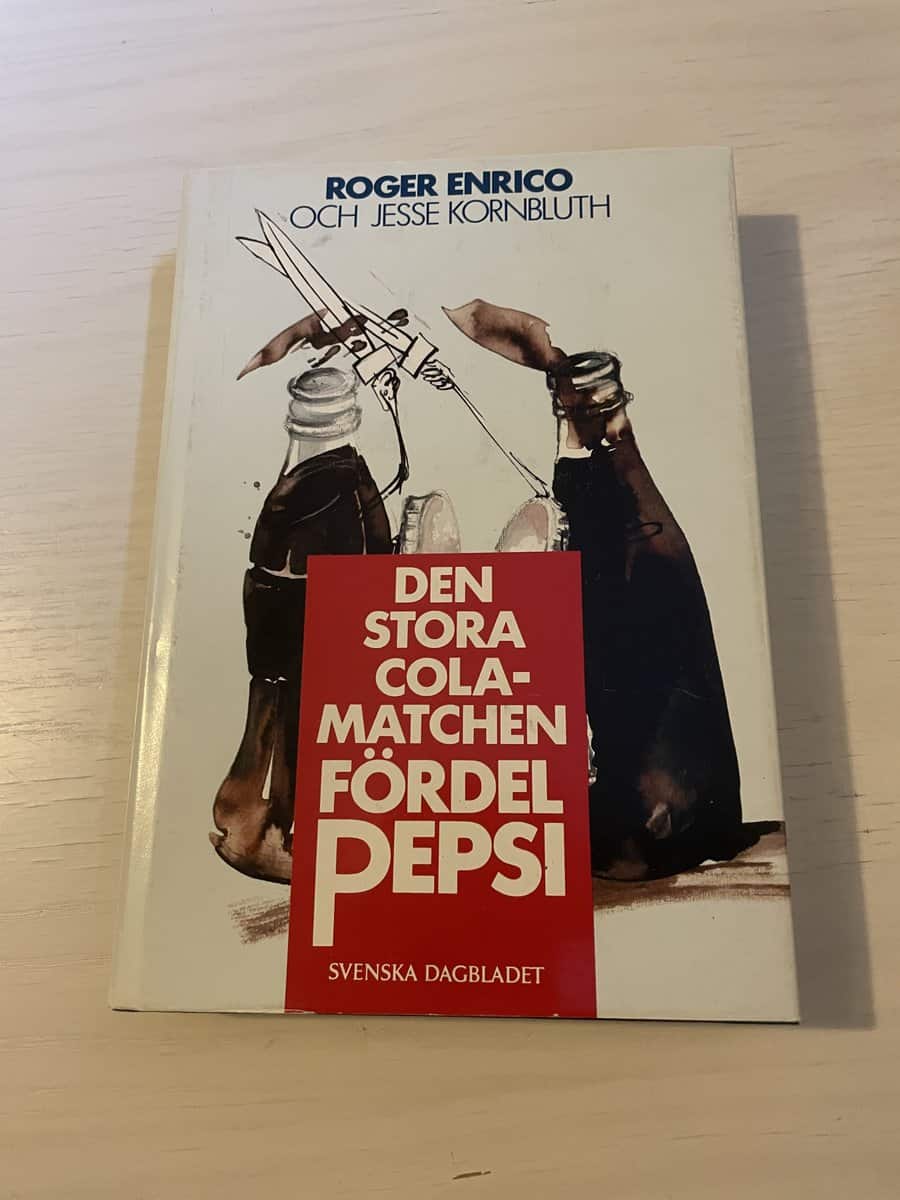 ROGER ENRICO
OCH JESSE KORNBLUTH
DEN
STORA
COLA-
MATCHEN
FÖRDEL
PEPSI
SVENSKA DAGBLADET